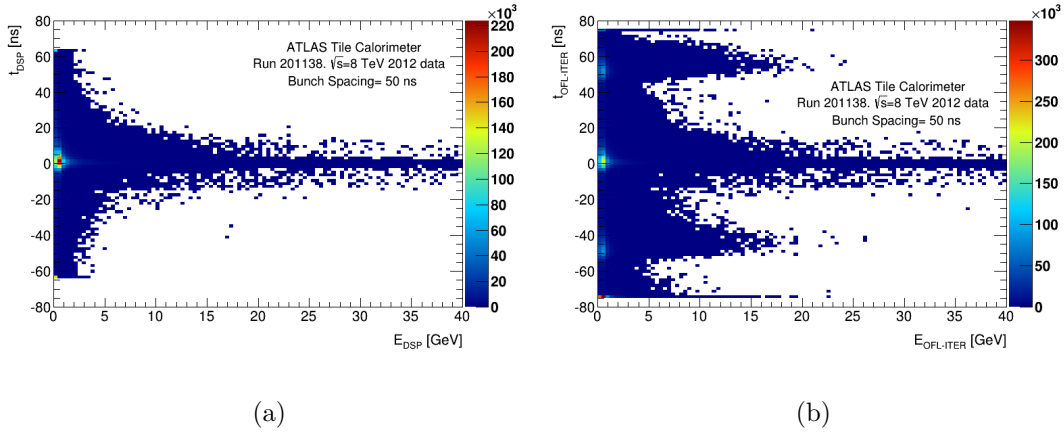 ×10³
t_DSP [ns]
80
60
40
20
0
-20
-40
-60
-80
ATLAS Tile Calorimeter
Run 201138. √s=8 TeV 2012 data
Bunch Spacing= 50 ns
220
200
180
160
140
120
100
80
60
40
20
0
0 5 10 15 20 25 30 35 40
E_DSP [GeV]
(a)
×10³
t_OFL-ITER [ns]
80
60
40
20
0
-20
-40
-60
-80
ATLAS Tile Calorimeter
Run 201138. √s=8 TeV 2012 data
Bunch Spacing= 50 ns
300
250
200
150
100
50
0
0 5 10 15 20 25 30 35 40
E_OFL-ITER [GeV]
(b)